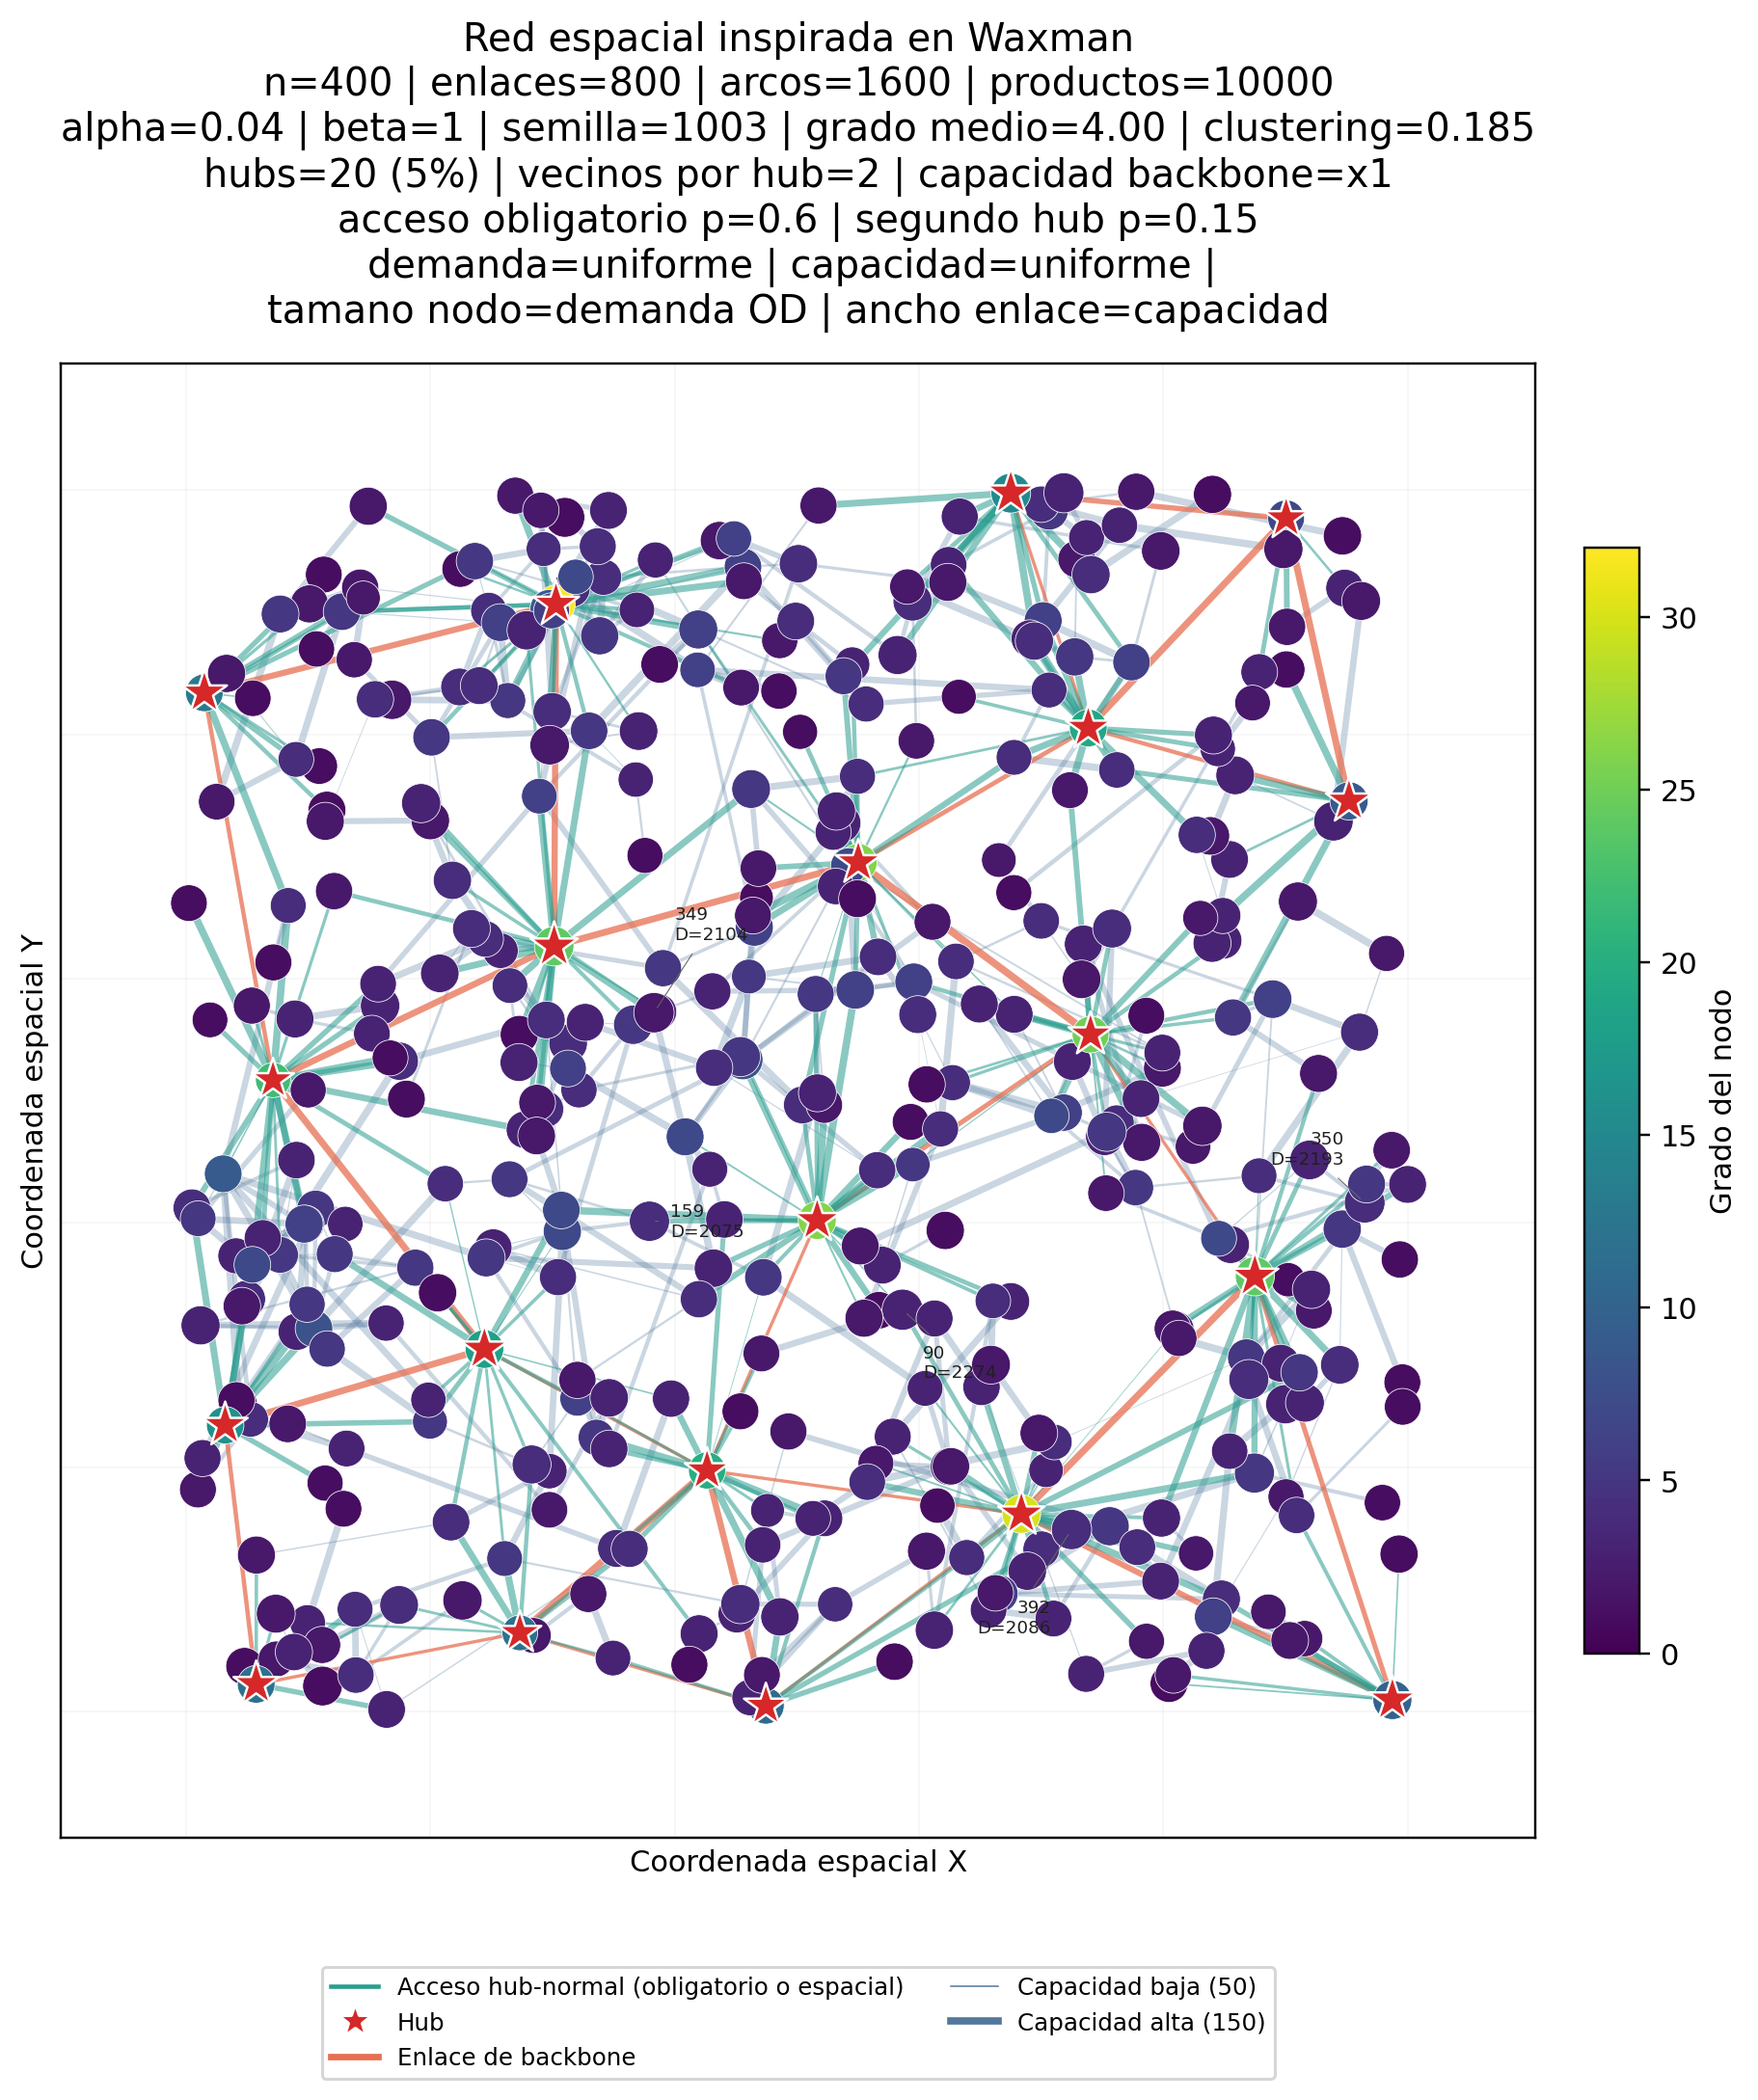 Red espacial inspirada en Waxman
n=400 | enlaces=800 | arcos=1600 | productos=10000
alpha=0.04 | beta=1 | semilla=1003 | grado medio=4.00 | clustering=0.185
hubs=20 (5%) | vecinos por hub=2 | capacidad backbone=x1
acceso obligatorio p=0.6 | segundo hub p=0.15
demanda=uniforme | capacidad=uniforme |
tamano nodo=demanda OD | ancho enlace=capacidad
Coordenada espacial Y
349
D=2104
350
D=2193
159
D=2075
90
D=2274
392
D=2086
Coordenada espacial X
30
25
20
15
10
5
0
Grado del nodo
Acceso hub-normal (obligatorio o espacial)
Hub
Enlace de backbone
Capacidad baja (50)
Capacidad alta (150)